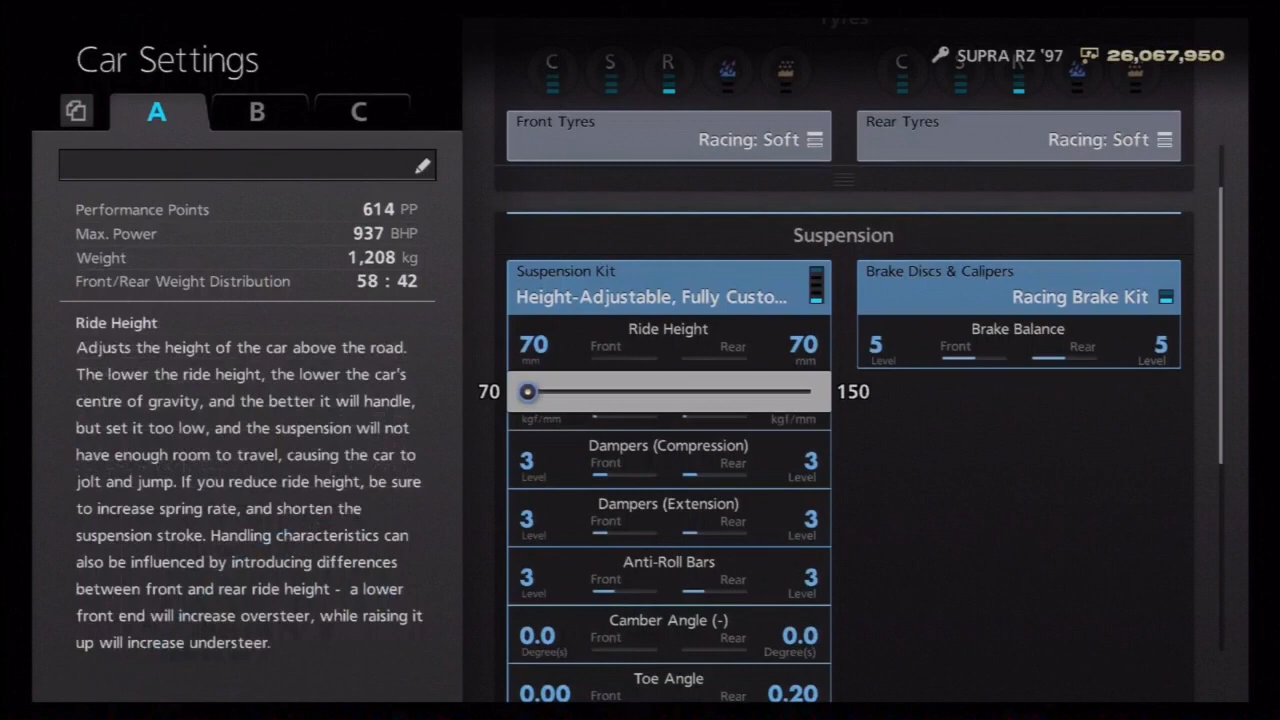 Car Settings
Tyres
SUPRA RZ '97
26,067,950
A
B
C
C
S
R
C
S
R
Front Tyres
Racing: Soft
Rear Tyres
Racing: Soft
Performance Points
614 PP
Max. Power
937 BHP
Weight
1,208 kg
Front/Rear Weight Distribution
58 : 42
Ride Height
Adjusts the height of the car above the road.
The lower the ride height, the lower the car's
centre of gravity, and the better it will handle,
but set it too low, and the suspension will not
have enough room to travel, causing the car to
jolt and jump. If you reduce ride height, be sure
to increase spring rate, and shorten the
suspension stroke. Handling characteristics can
also be influenced by introducing differences
between front and rear ride height - a lower
front end will increase oversteer, while raising it
up will increase understeer.
Suspension
Suspension Kit
Height-Adjustable, Fully Custo...
Ride Height
70
mm
Front
Rear
70
mm
70
150
kgf/mm
kgf/mm
Dampers (Compression)
3
Level
Front
Rear
3
Level
Dampers (Extension)
3
Level
Front
Rear
3
Level
Anti-Roll Bars
3
Level
Front
Rear
3
Level
Camber Angle (-)
0.0
Degree(s)
Front
Rear
0.0
Degree(s)
Toe Angle
0.00
Front
Rear
0.20
Brake Discs & Calipers
Racing Brake Kit
Brake Balance
5
Level
Front
Rear
5
Level